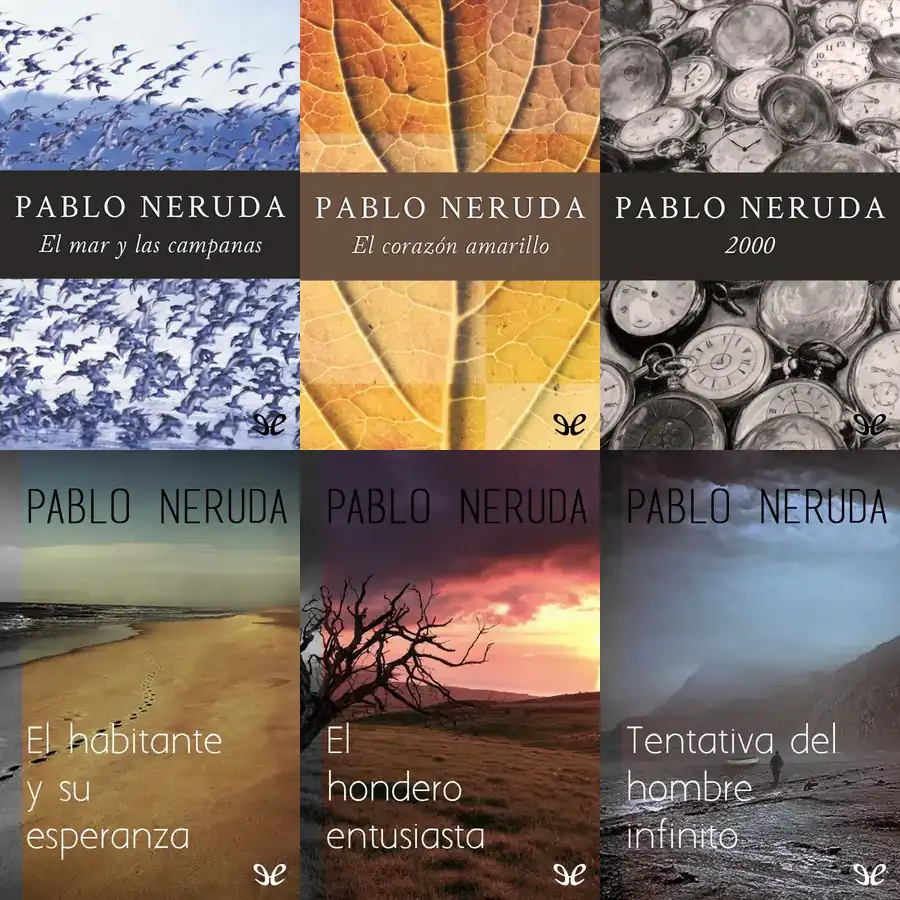 PABLO NERUDA
El mar y las campanas
PABLO NERUDA
El corazón amarillo
PABLO NERUDA
2000
PABLO NERUDA
El habitante
y su
esperanza
PABLO NERUDA
El
hondero
entusiasta
PABLO NERUDA
Tentativa del
hombre
infinito